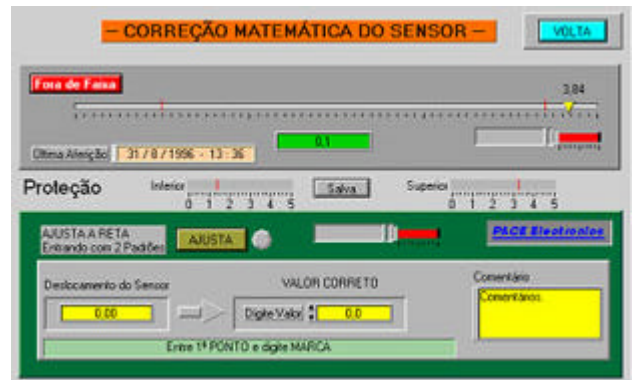 – CORREÇÃO MATEMÁTICA DO SENSOR –
VOLTA
Fora de Faixa
3,84
0,1
Última Aferição
31 / 8 / 1996 - 13 : 36
Proteção
Inferior
0 1 2 3 4 5
Salva
Superior
0 1 2 3 4 5
AJUSTA A RETA
Entrando com 2 Padrões
AJUSTA
PACE Electronics
Deslocamento do Sensor
0,00
VALOR CORRETO
Digite Valor
0,0
Comentário
Comentários.
Entre 1º PONTO e digite MARCA